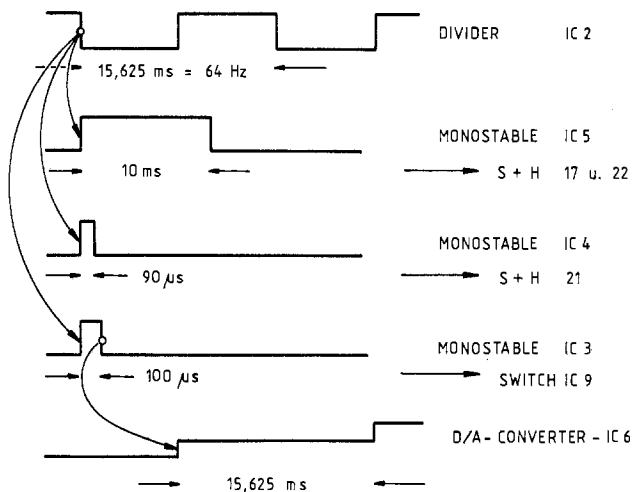 DIVIDER IC 2
15,625 ms = 64 Hz
MONOSTABLE IC 5
10 ms
S + H 17 u. 22
MONOSTABLE IC 4
90 µs
S + H 21
MONOSTABLE IC 3
100 µs
SWITCH IC 9
D/A - CONVERTER - IC 6
15,625 ms